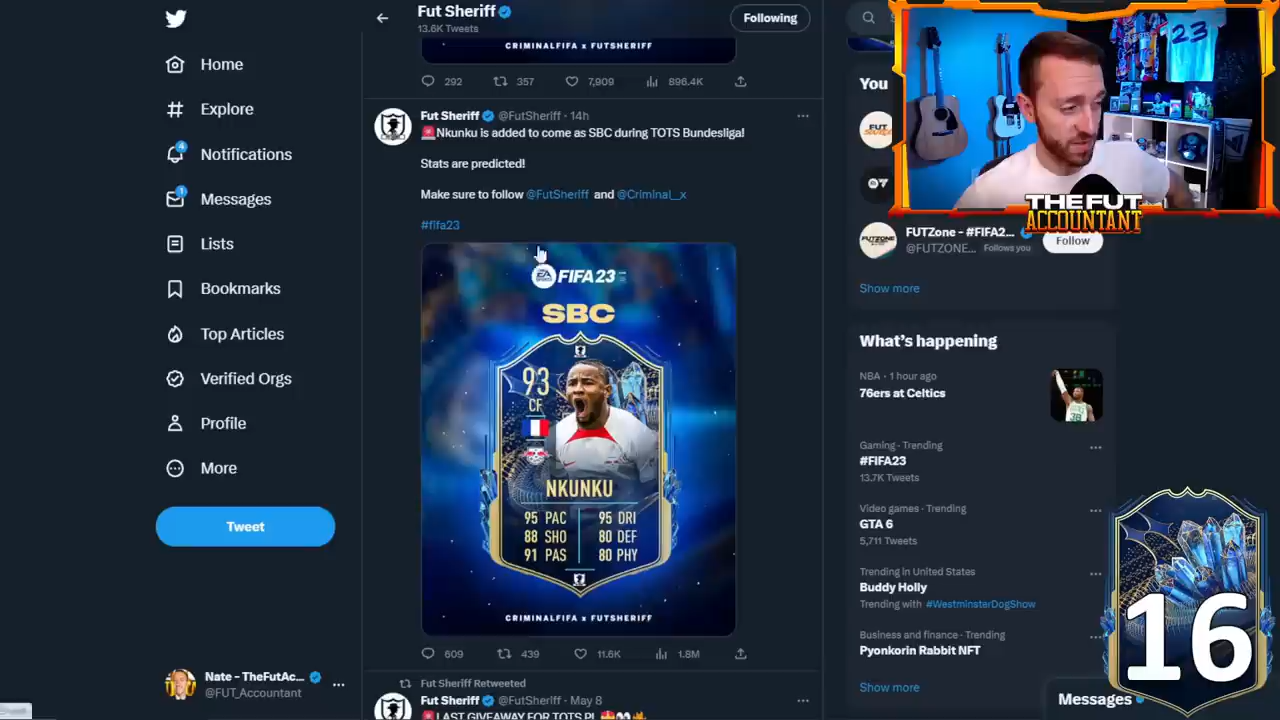 Fut Sheriff
13.6K Tweets
Following
Home
Explore
4
Notifications
1
Messages
Lists
Bookmarks
Top Articles
Verified Orgs
Profile
More
Tweet
Nate - TheFutAc...
@FUT_Accountant
CRIMINALFIFA x FUTSHERIFF
292
357
7,909
896.4K
Fut Sheriff @FutSheriff · 14h
🚨Nkunku is added to come as SBC during TOTS Bundesliga!
Stats are predicted!
Make sure to follow @FutSheriff and @Criminal__x
#fifa23
EA SPORTS FIFA 23
SBC
93
CF
NKUNKU
95 PAC 95 DRI
88 SHO 80 DEF
91 PAS 80 PHY
CRIMINALFIFA x FUTSHERIFF
609
439
11.6K
1.8M
Fut Sheriff Retweeted
Fut Sheriff @FutSheriff · May 8
🚨LAST GIVEAWAY FOR TOTS PL
You
23
THE FUT
ACCOUNTANT
FUTZone - #FIFA2...
@FUTZONE... Follows you
Follow
Show more
What's happening
NBA · 1 hour ago
76ers at Celtics
Gaming · Trending
#FIFA23
13.7K Tweets
Video games · Trending
GTA 6
5,711 Tweets
Trending in United States
Buddy Holly
Trending with #WestminsterDogShow
Business and finance · Trending
Pyonkorin Rabbit NFT
Show more
Messages
16